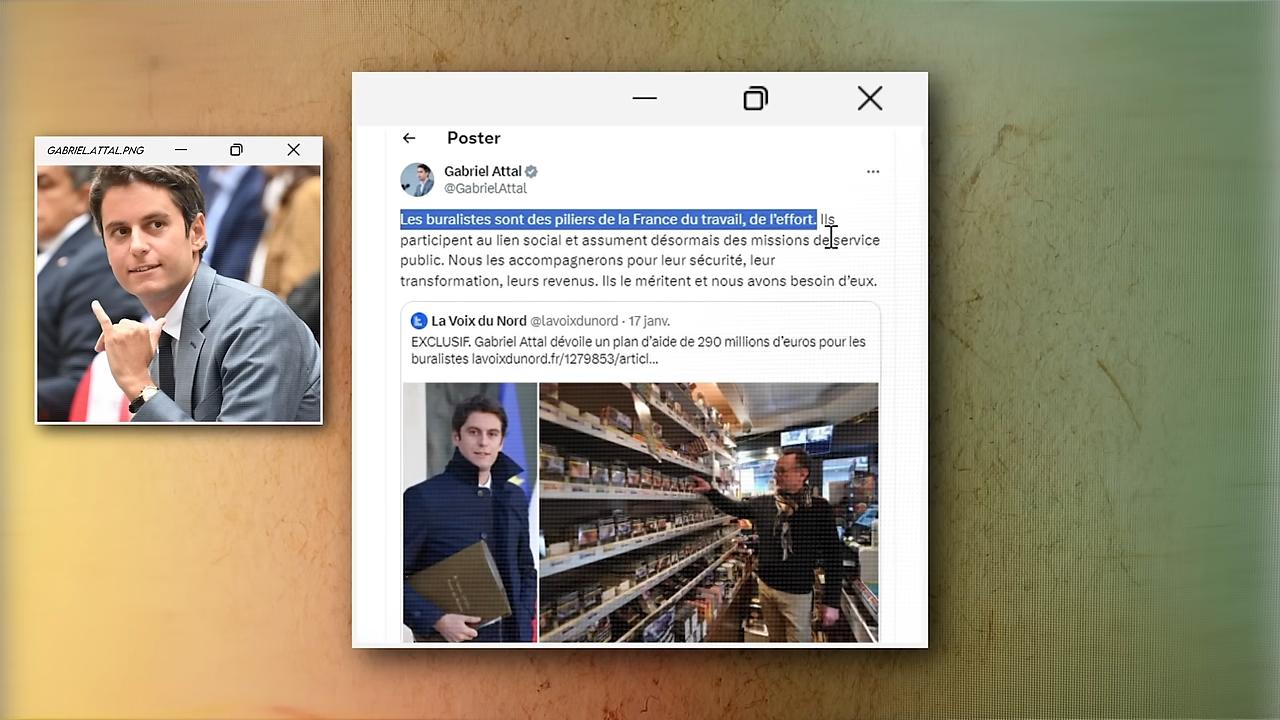 GABRIEL.ATTAL.PNG
Poster
Gabriel Attal
@GabrielAttal
Les buralistes sont des piliers de la France du travail, de l'effort. Ils
participent au lien social et assument désormais des missions de service
public. Nous les accompagnerons pour leur sécurité, leur
transformation, leurs revenus. Ils le méritent et nous avons besoin d'eux.
La Voix du Nord @lavoixdunord · 17 janv.
EXCLUSIF. Gabriel Attal dévoile un plan d'aide de 290 millions d'euros pour les
buralistes lavoixdunord.fr/1279853/articl...